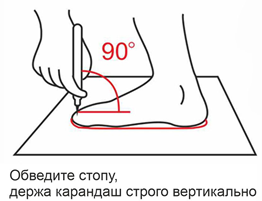 90°
Обведите стопу,
держа карандаш строго вертикально